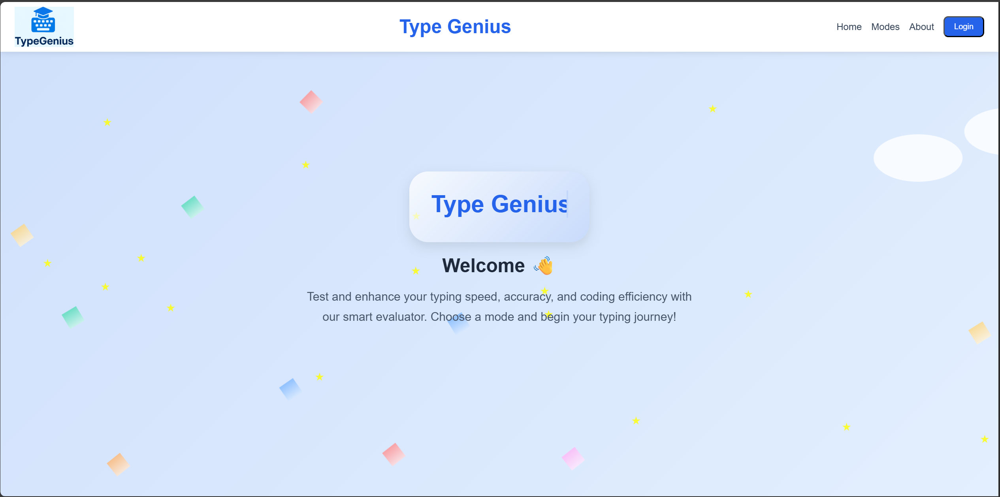 TypeGenius
Type Genius
Home Modes About Login
Type Genius
Welcome 👋
Test and enhance your typing speed, accuracy, and coding efficiency with
our smart evaluator. Choose a mode and begin your typing journey!